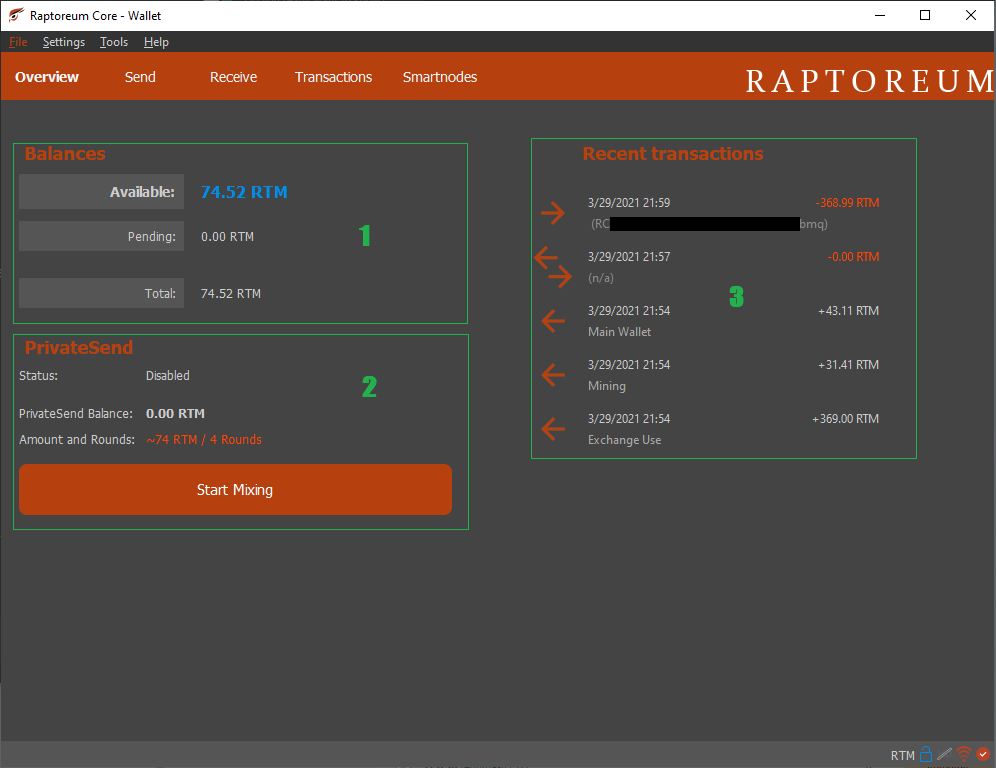 Raptoreum Core - Wallet
File Settings Tools Help
Overview Send Receive Transactions Smartnodes RAPTOREUM
Balances
Available: 74.52 RTM
Pending: 0.00 RTM
1
Total: 74.52 RTM
PrivateSend
Status: Disabled
2
PrivateSend Balance: 0.00 RTM
Amount and Rounds: ~74 RTM / 4 Rounds
Start Mixing
Recent transactions
3/29/2021 21:59 -368.99 RTM
(RC bmq)
3/29/2021 21:57 -0.00 RTM
(n/a)
3
3/29/2021 21:54 +43.11 RTM
Main Wallet
3/29/2021 21:54 +31.41 RTM
Mining
3/29/2021 21:54 +369.00 RTM
Exchange Use
RTM